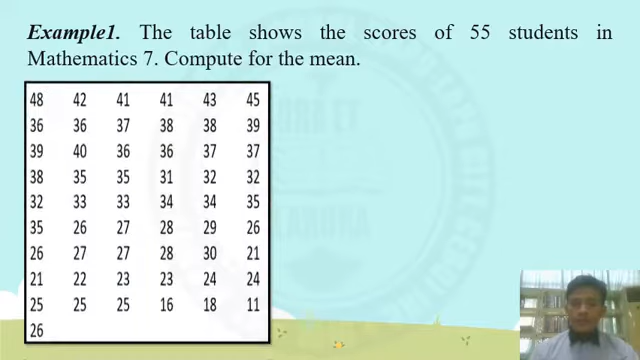 Example1. The table shows the scores of 55 students in
Mathematics 7. Compute for the mean.
48 42 41 41 43 45
36 36 37 38 38 39
39 40 36 36 37 37
38 35 35 31 32 32
32 33 33 34 34 35
35 26 27 28 29 26
26 27 27 28 30 21
21 22 23 23 24 24
25 25 25 16 18 11
26